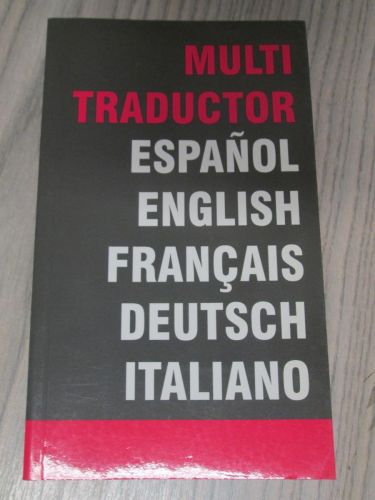 MULTI
TRADUCTOR
ESPAÑOL
ENGLISH
FRANÇAIS
DEUTSCH
ITALIANO